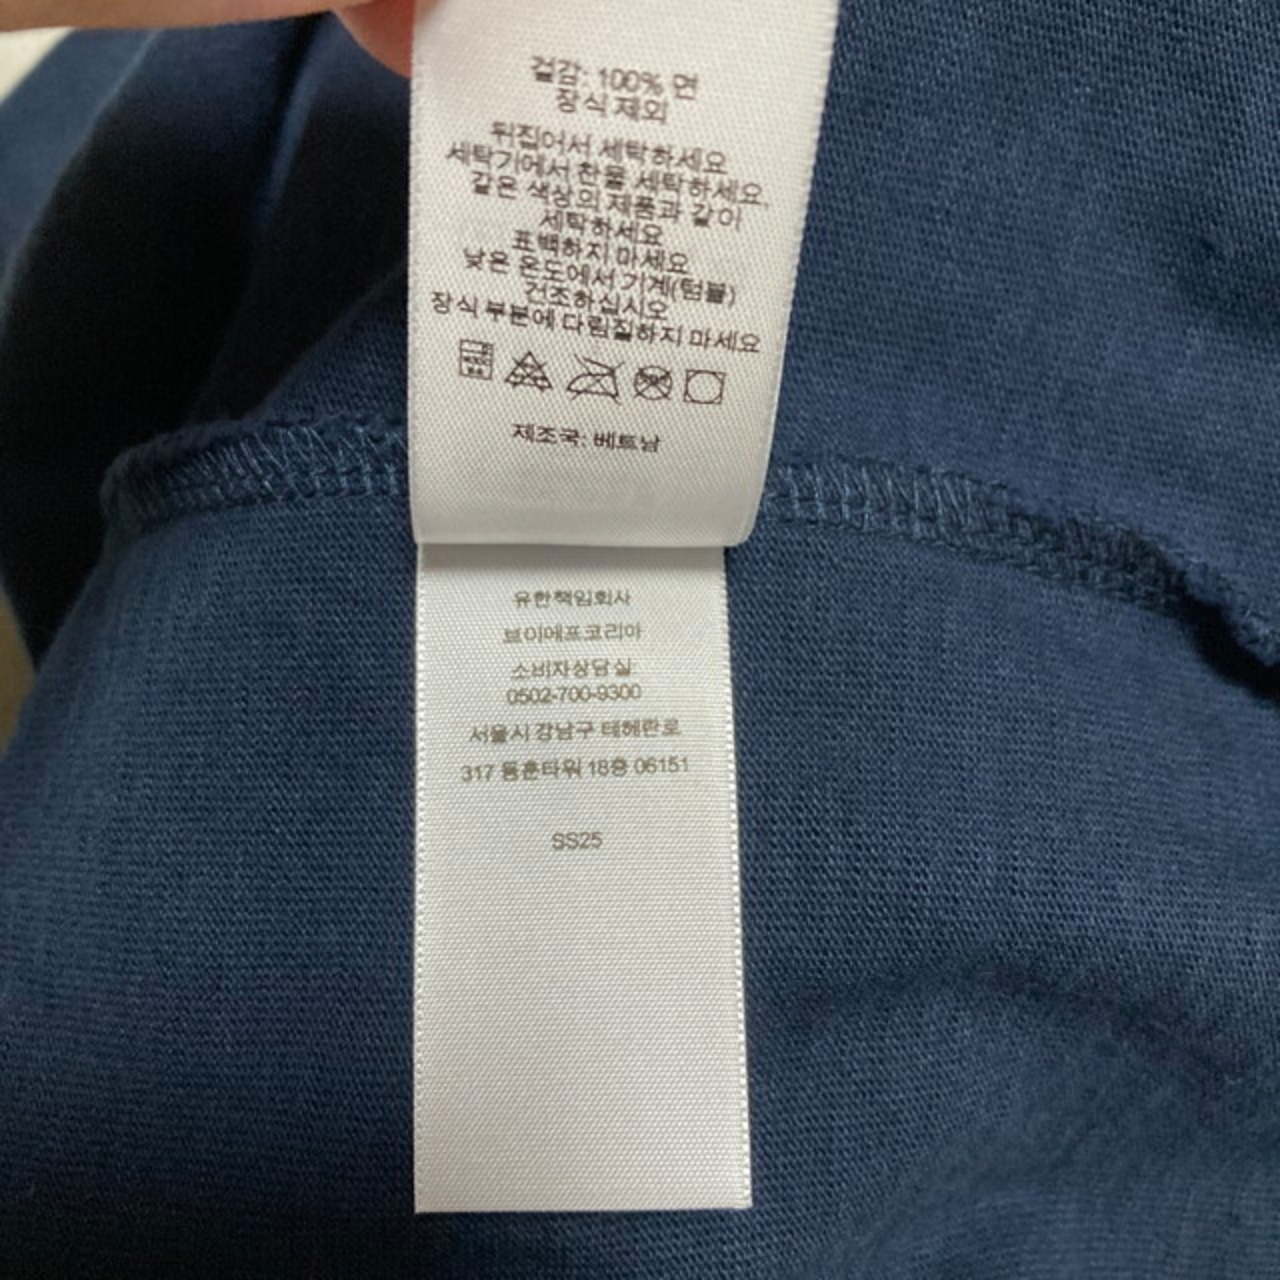 겉감: 100% 면
장식 제외
뒤집어서 세탁하세요
세탁기에서 찬물 세탁하세요.
같은 색상의 제품과 같이
세탁하세요
표백하지 마세요
낮은 온도에서 기계(텀블)
건조하십시오
장식 부분에 다림질하지 마세요
제조국: 베트남
유한책임회사
브이에프코리아
소비자상담실
0502-700-9300
서울시 강남구 테헤란로
317 동훈타워 18층 06151
SS25